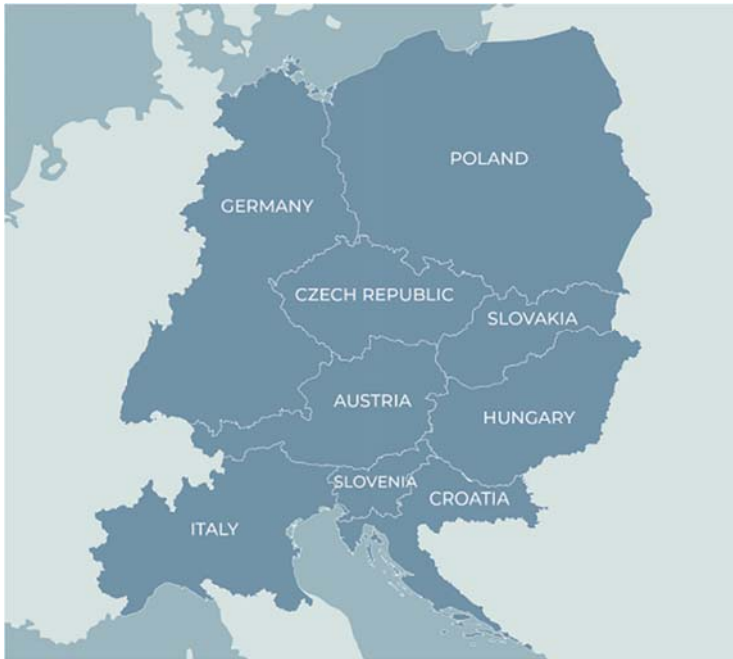 POLAND
GERMANY
CZECH REPUBLIC
SLOVAKIA
AUSTRIA
HUNGARY
SLOVENIA
CROATIA
ITALY